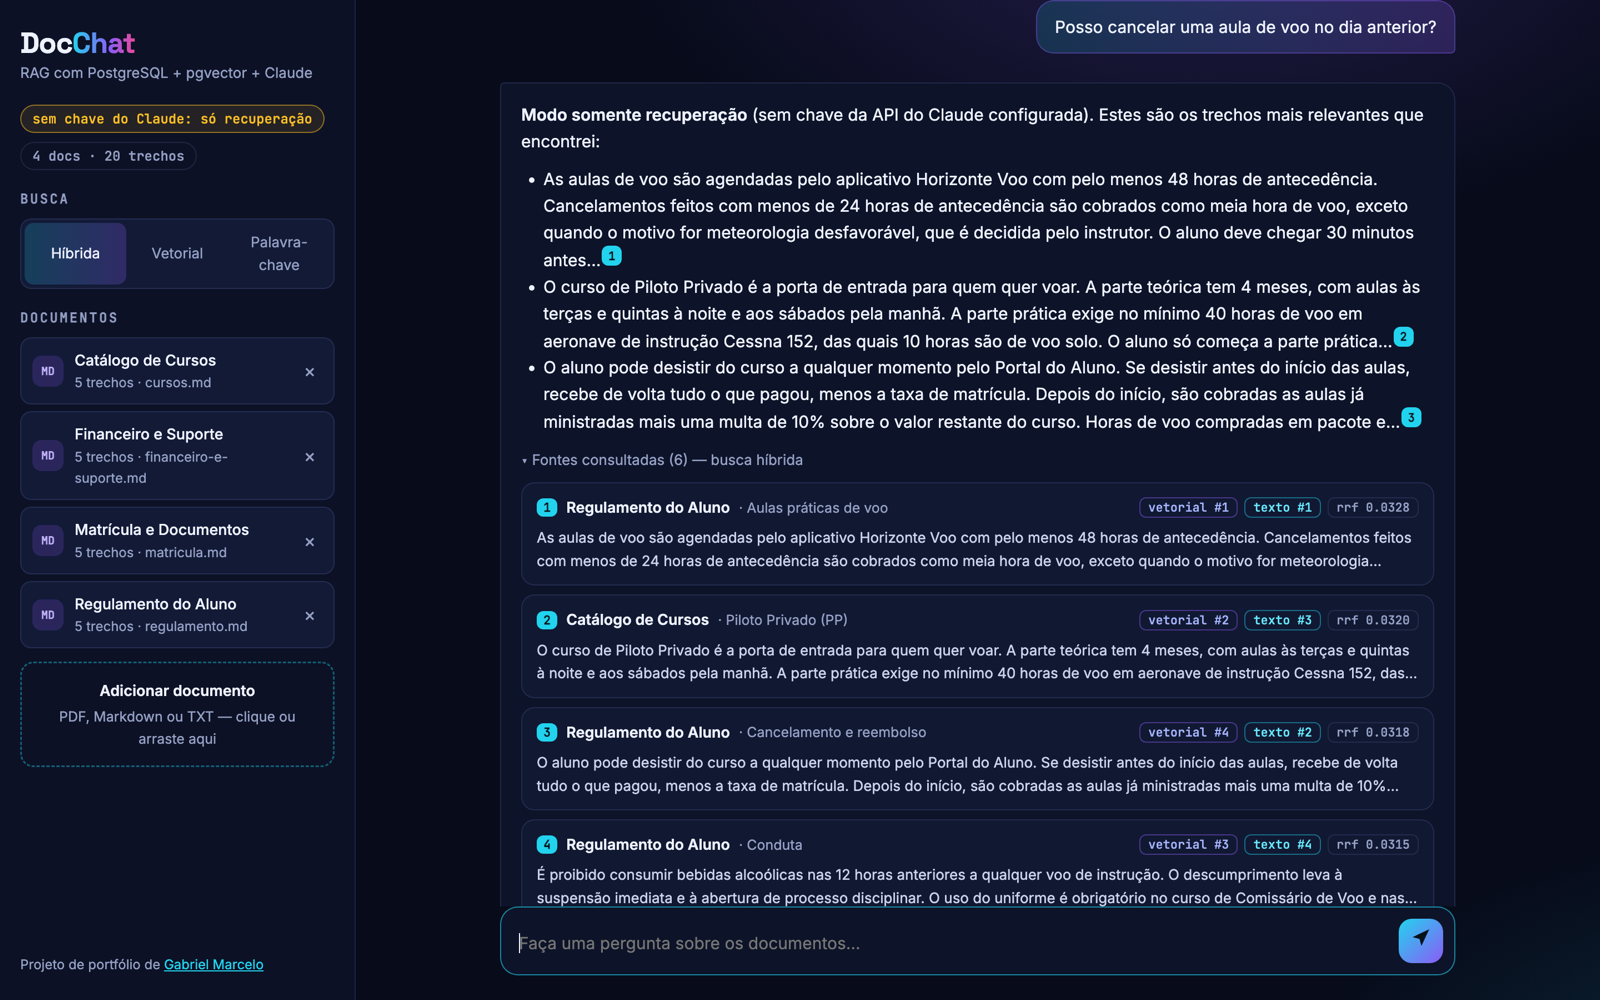 DocChat
RAG com PostgreSQL + pgvector + Claude
sem chave do Claude: só recuperação
4 docs · 20 trechos
BUSCA
Híbrida
Vetorial
Palavra-
chave
DOCUMENTOS
MD
Catálogo de Cursos
5 trechos · cursos.md
×
MD
Financeiro e Suporte
5 trechos · financeiro-e-
suporte.md
×
MD
Matrícula e Documentos
5 trechos · matricula.md
×
MD
Regulamento do Aluno
5 trechos · regulamento.md
×
Adicionar documento
PDF, Markdown ou TXT — clique ou
arraste aqui
Projeto de portfólio de Gabriel Marcelo
Posso cancelar uma aula de voo no dia anterior?
Modo somente recuperação (sem chave da API do Claude configurada). Estes são os trechos mais relevantes que
encontrei:
• As aulas de voo são agendadas pelo aplicativo Horizonte Voo com pelo menos 48 horas de antecedência.
Cancelamentos feitos com menos de 24 horas de antecedência são cobrados como meia hora de voo, exceto
quando o motivo for meteorologia desfavorável, que é decidida pelo instrutor. O aluno deve chegar 30 minutos
antes... 1
• O curso de Piloto Privado é a porta de entrada para quem quer voar. A parte teórica tem 4 meses, com aulas às
terças e quintas à noite e aos sábados pela manhã. A parte prática exige no mínimo 40 horas de voo em
aeronave de instrução Cessna 152, das quais 10 horas são de voo solo. O aluno só começa a parte prática... 2
• O aluno pode desistir do curso a qualquer momento pelo Portal do Aluno. Se desistir antes do início das aulas,
recebe de volta tudo o que pagou, menos a taxa de matrícula. Depois do início, são cobradas as aulas já
ministradas mais uma multa de 10% sobre o valor restante do curso. Horas de voo compradas em pacote e... 3
▾ Fontes consultadas (6) — busca híbrida
1 Regulamento do Aluno · Aulas práticas de voo vetorial #1 texto #1 rrf 0.0328
As aulas de voo são agendadas pelo aplicativo Horizonte Voo com pelo menos 48 horas de antecedência. Cancelamentos feitos
com menos de 24 horas de antecedência são cobrados como meia hora de voo, exceto quando o motivo for meteorologia...
2 Catálogo de Cursos · Piloto Privado (PP) vetorial #2 texto #3 rrf 0.0320
O curso de Piloto Privado é a porta de entrada para quem quer voar. A parte teórica tem 4 meses, com aulas às terças e quintas
à noite e aos sábados pela manhã. A parte prática exige no mínimo 40 horas de voo em aeronave de instrução Cessna 152, das...
3 Regulamento do Aluno · Cancelamento e reembolso vetorial #4 texto #2 rrf 0.0318
O aluno pode desistir do curso a qualquer momento pelo Portal do Aluno. Se desistir antes do início das aulas, recebe de volta
tudo o que pagou, menos a taxa de matrícula. Depois do início, são cobradas as aulas já ministradas mais uma multa de 10%...
4 Regulamento do Aluno · Conduta vetorial #3 texto #4 rrf 0.0315
É proibido consumir bebidas alcoólicas nas 12 horas anteriores a qualquer voo de instrução. O descumprimento leva à
suspensão imediata e à abertura de processo disciplinar. O uso do uniforme é obrigatório no curso de Comissário de Voo e nas...
Faça uma pergunta sobre os documentos...